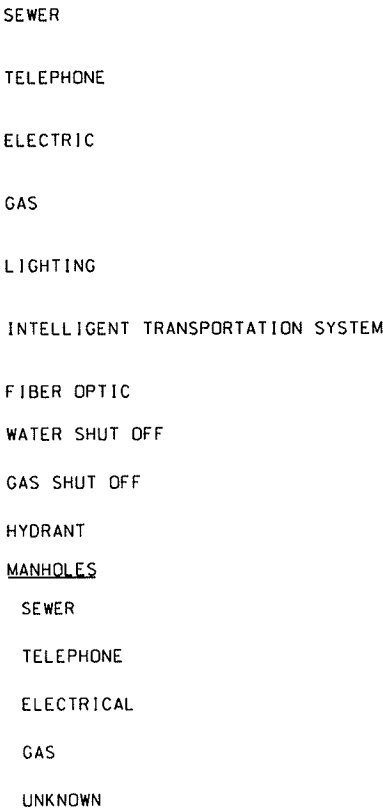 SEWER
TELEPHONE
ELECTRIC
GAS
LIGHTING
INTELLIGENT TRANSPORTATION SYSTEM
FIBER OPTIC
WATER SHUT OFF
GAS SHUT OFF
HYDRANT
MANHOLES
SEWER
TELEPHONE
ELECTRICAL
GAS
UNKNOWN